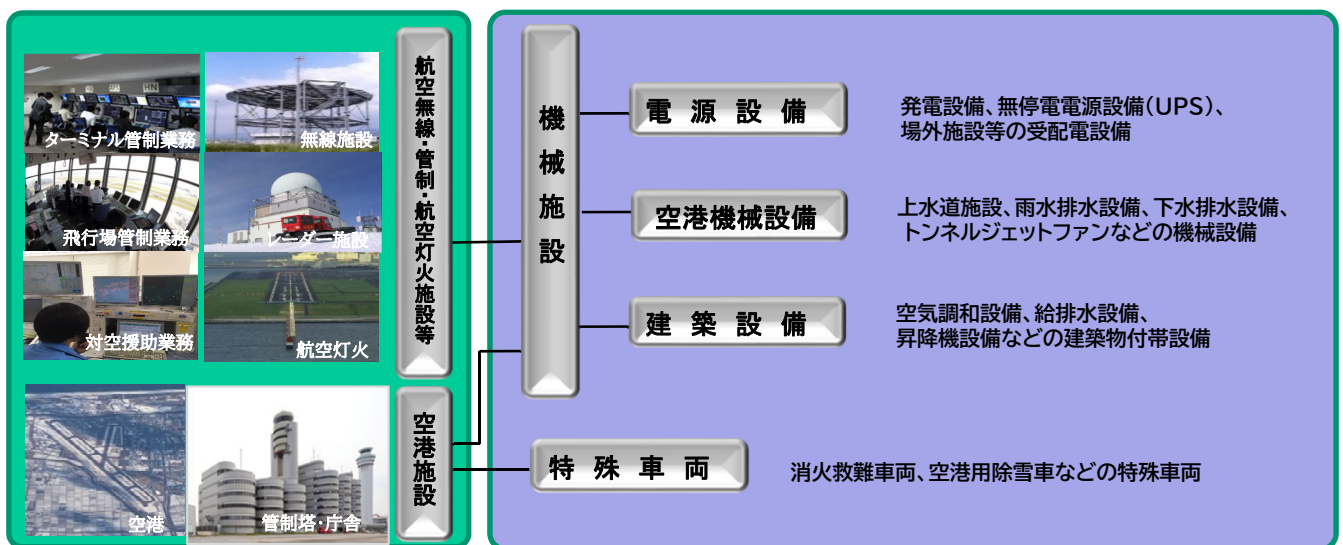 ターミナル管制業務
無線施設
飛行場管制業務
レーダー施設
対空援助業務
航空灯火
航空無線・管制・航空灯火施設等
空港
管制塔・庁舎
空港施設
機械施設
電源設備
発電設備、無停電電源設備(UPS)、
場外施設等の受配電設備
空港機械設備
上水道施設、雨水排水設備、下水排水設備、
トンネルジェットファンなどの機械設備
建築設備
空気調和設備、給排水設備、
昇降機設備などの建築物付帯設備
特殊車両
消火救難車両、空港用除雪車などの特殊車両